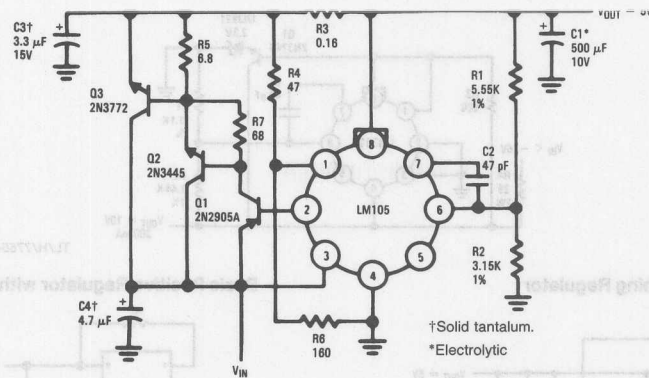 C3†
3.3 μF
15V
R5
6.8
R3
0.16
R4
47
VOUT
C1*
500 μF
10V
R1
5.55K
1%
Q3
2N3772
R7
68
Q2
2N3445
Q1
2N2905A
C2
47 pF
1
2
3
4
5
6
7
8
LM105
R2
3.15K
1%
C4†
4.7 μF
VIN
R6
160
†Solid tantalum.
*Electrolytic